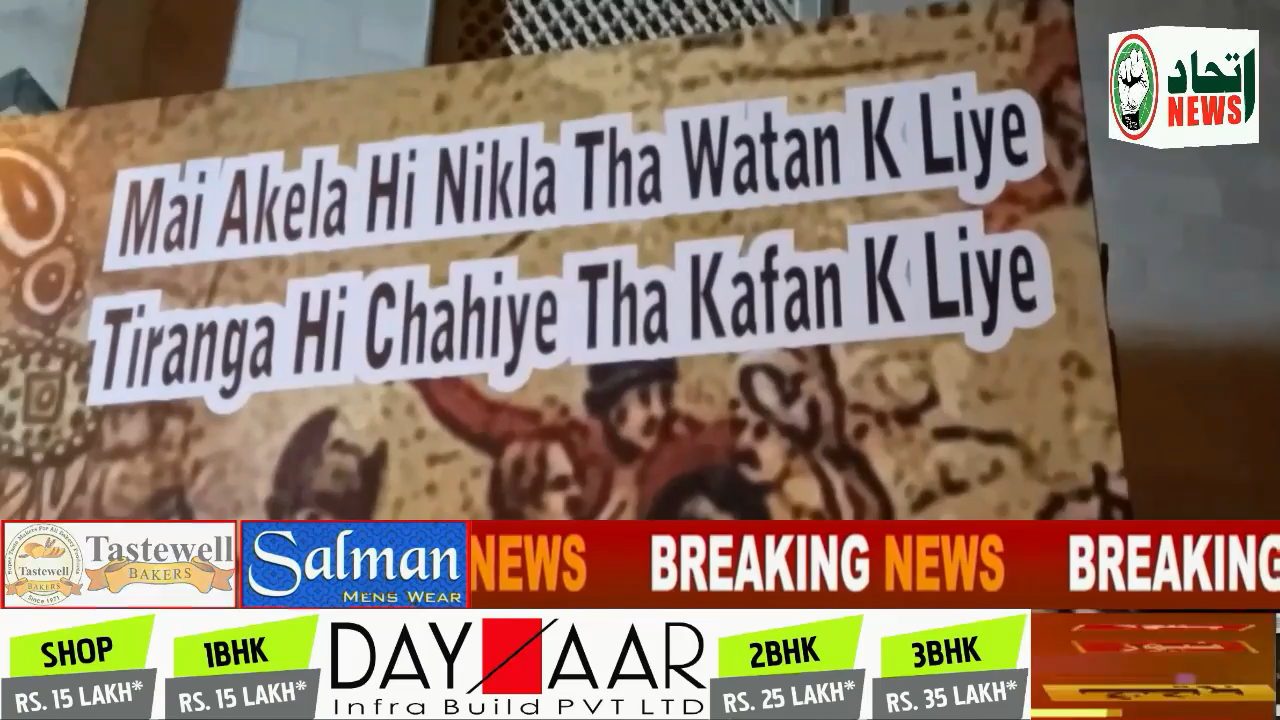 اتحاد
NEWS
Mai Akela Hi Nikla Tha Watan K Liye
Tiranga Hi Chahiye Tha Kafan K Liye
Tastewell
BAKERS
Since 1977
Tastewell
BAKERS
Salman
MENS WEAR
NEWS BREAKING NEWS BREAKING
SHOP
RS. 15 LAKH*
1BHK
RS. 15 LAKH*
DAYAAR
Infra Build PVT LTD
2BHK
RS. 25 LAKH*
3BHK
RS. 35 LAKH*